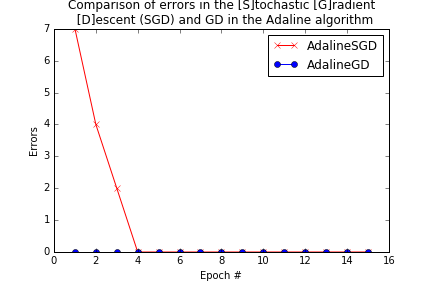 Comparison of errors in the [S]tochastic [G]radient
[D]escent (SGD) and GD in the Adaline algorithm
7
6
5
4
3
2
1
0
Errors
AdalineSGD
AdalineGD
0 2 4 6 8 10 12 14 16
Epoch #